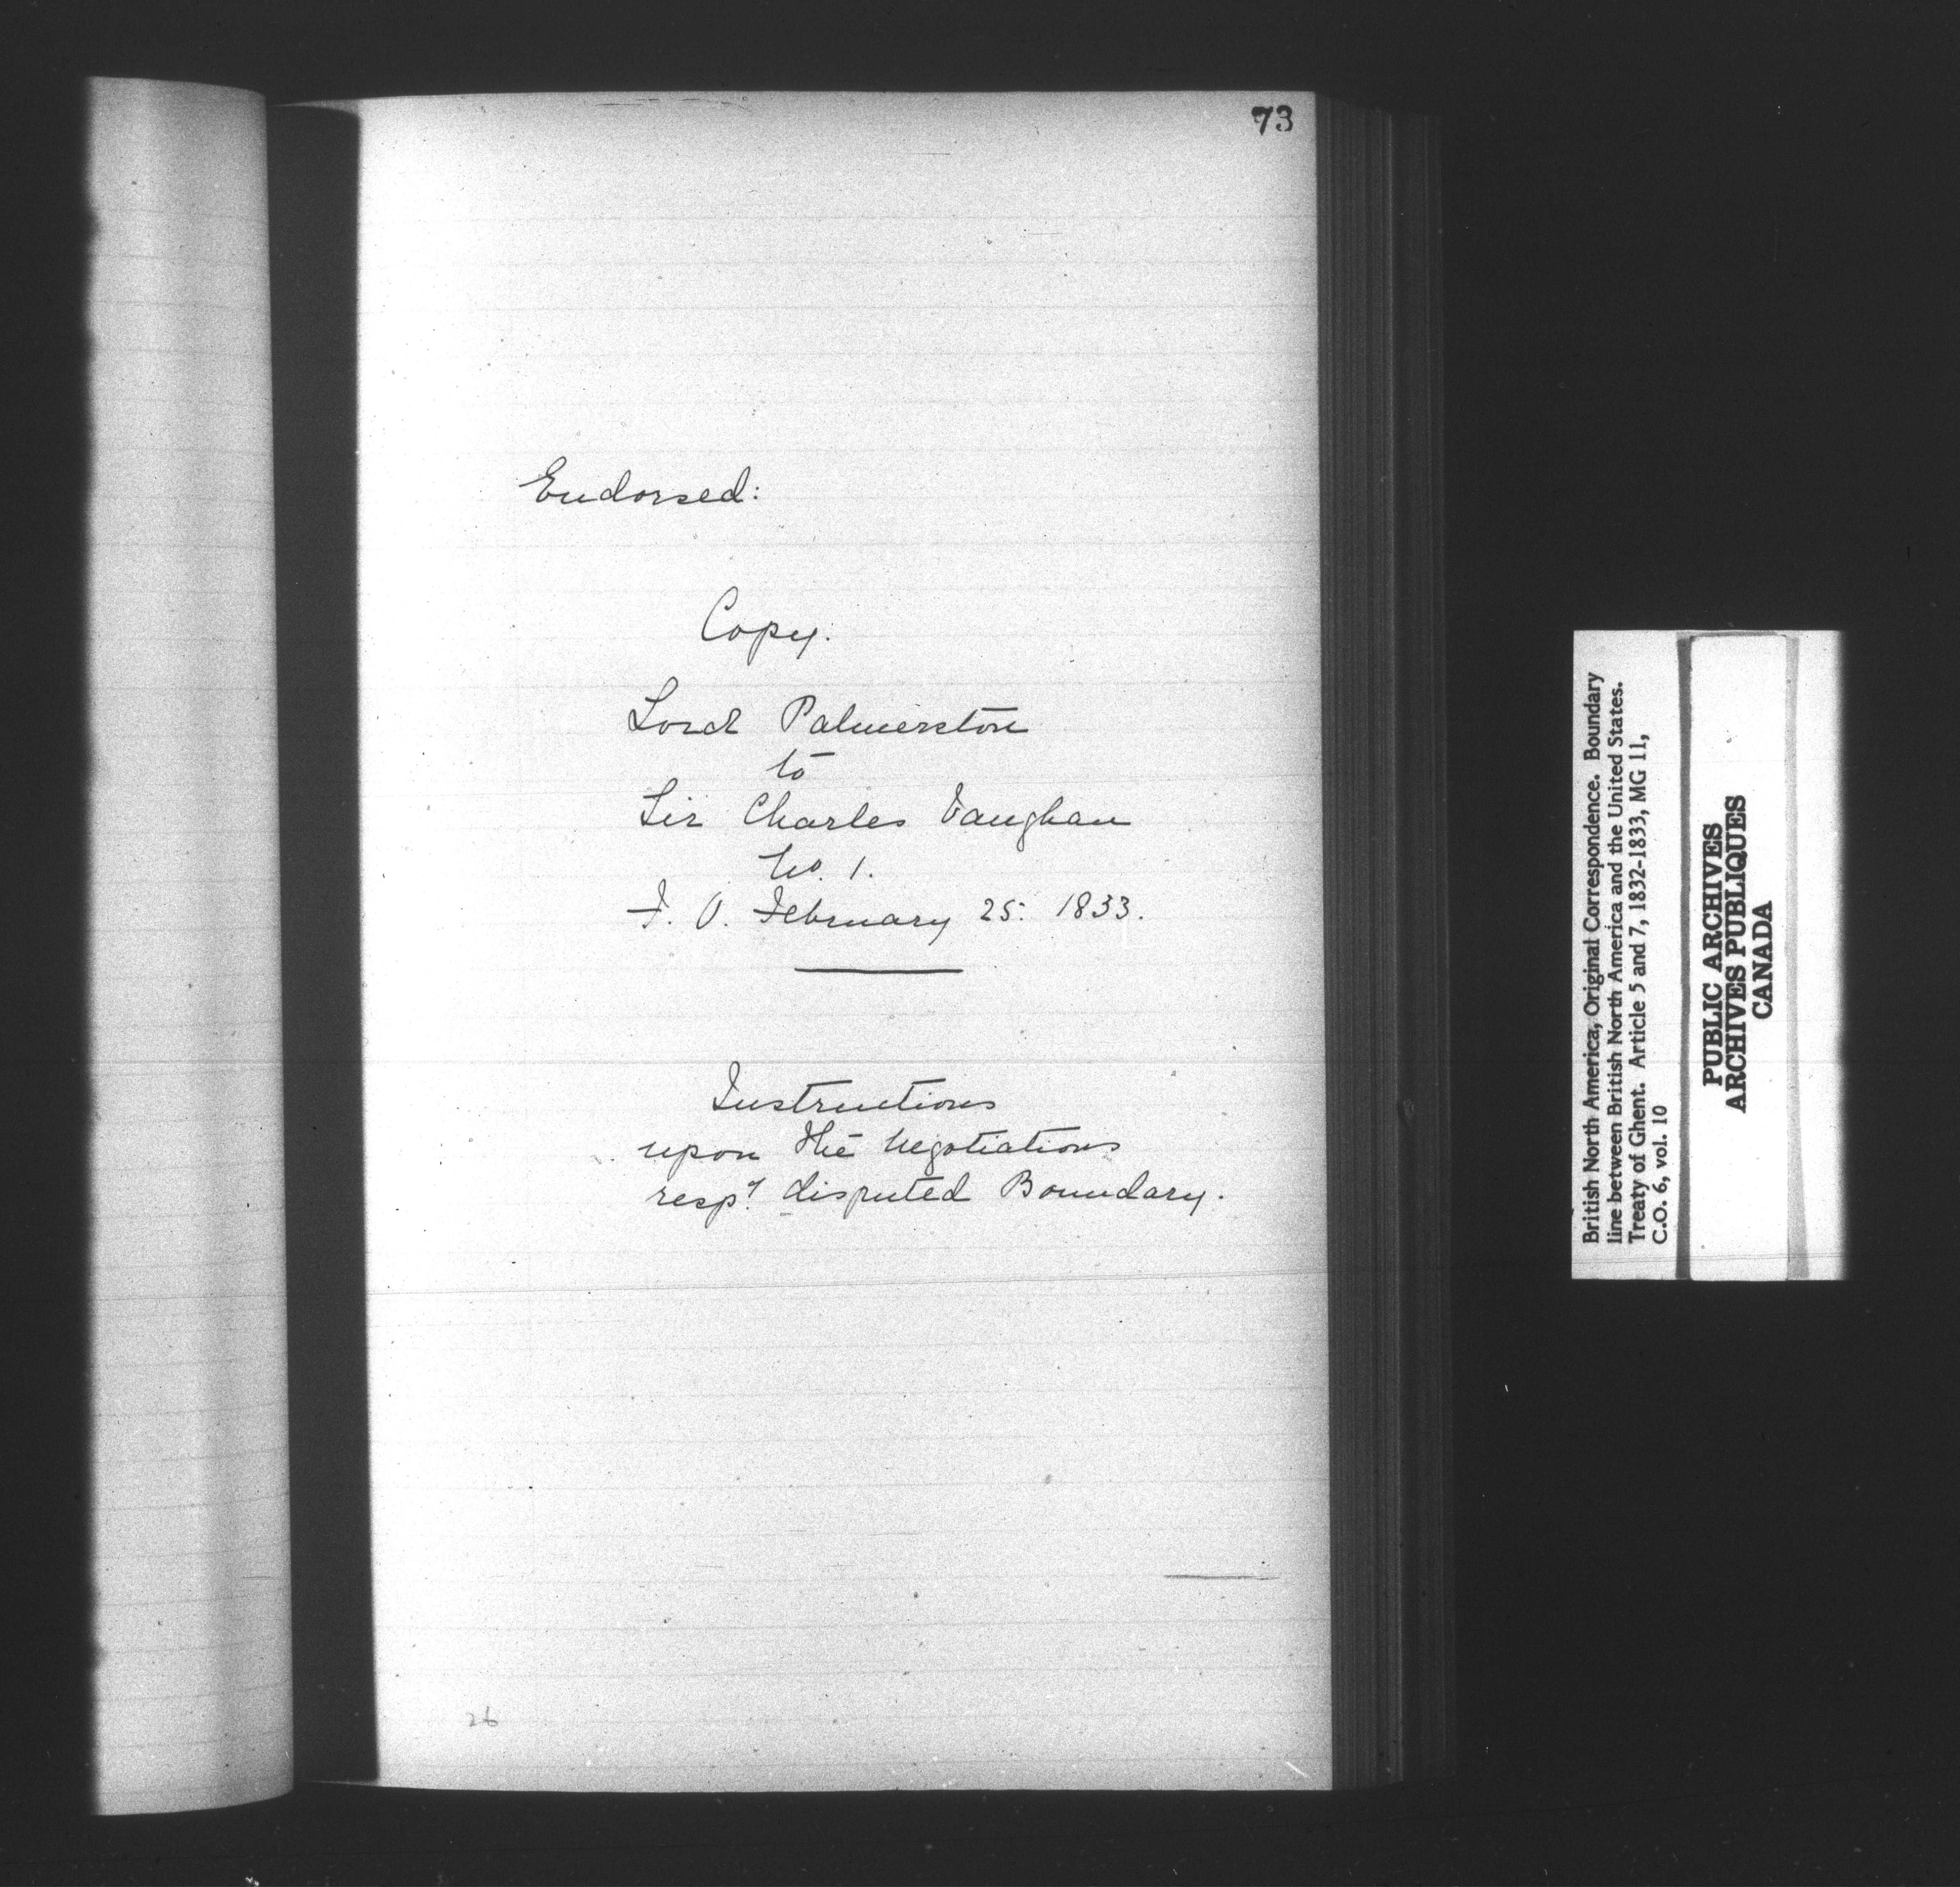 73
Endorsed:
Copy.
Lord Palmerston
to
Sir Charles Vaughan
No. 1.
F. O. February 25: 1833.
Instructions
upon the negotiations
respg disputed Boundary.
26
British North America, Original Correspondence. Boundary
line between British North America and the United States.
Treaty of Ghent. Article 5 and 7, 1832-1833, MG 11,
C.O. 6, vol. 10
PUBLIC ARCHIVES
ARCHIVES PUBLIQUES
CANADA